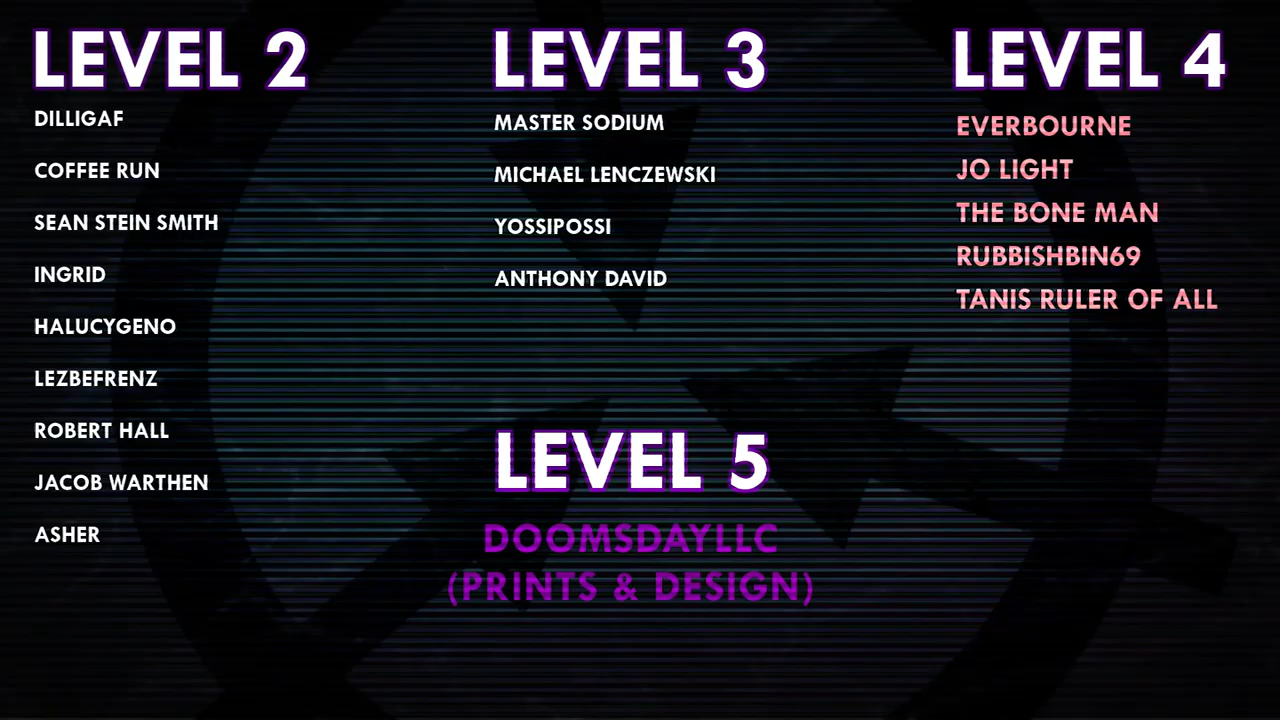 LEVEL 2
DILLIGAF
COFFEE RUN
SEAN STEIN SMITH
INGRID
HALUCYGENO
LEZBEFRENZ
ROBERT HALL
JACOB WARTHEN
ASHER
LEVEL 3
MASTER SODIUM
MICHAEL LENCZEWSKI
YOSSIPOSSI
ANTHONY DAVID
LEVEL 4
EVERBOURNE
JO LIGHT
THE BONE MAN
RUBBISHBIN69
TANIS RULER OF ALL
LEVEL 5
DOOMSDAYLLC
(PRINTS & DESIGN)